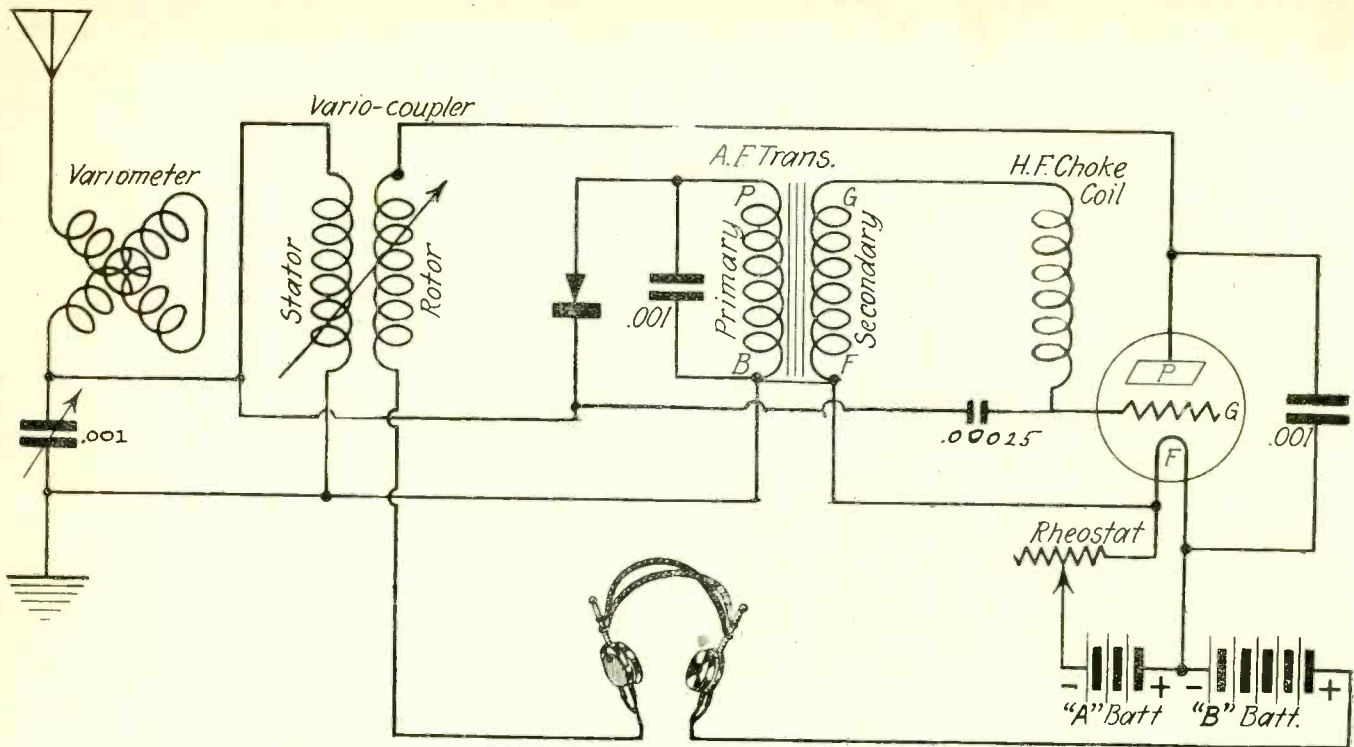 Vario-coupler
Variometer
A.F Trans.
H.F. Choke
Coil
Stator
Rotor
P
G
Primary
Secondary
.001
B
F
P
G
F
.001
.00025
.001
Rheostat
- + - +
"A" Batt
"B" Batt.